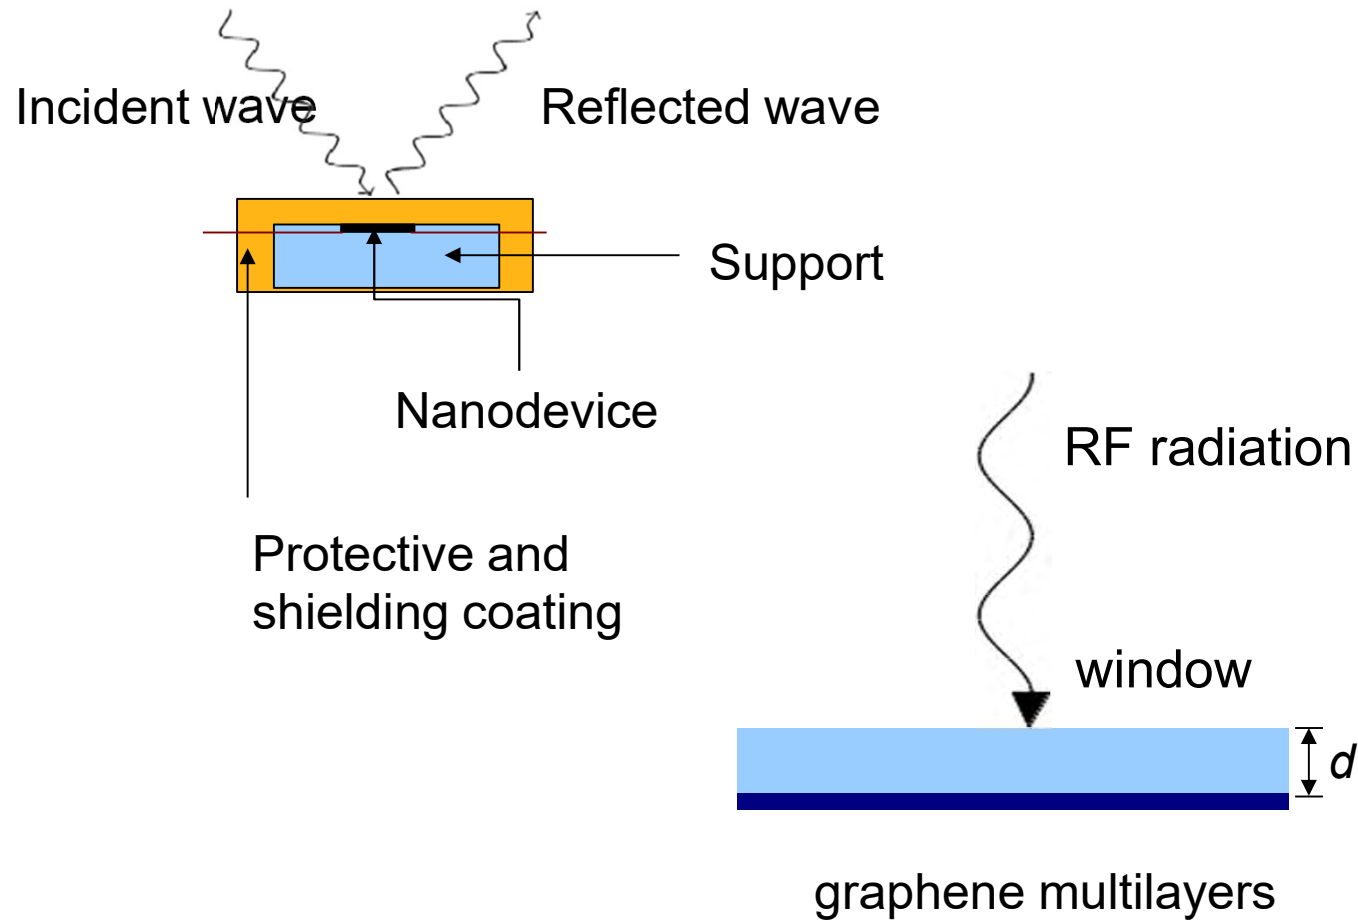 Incident wave
Reflected wave
Support
Nanodevice
Protective and
shielding coating
RF radiation
window
d
graphene multilayers